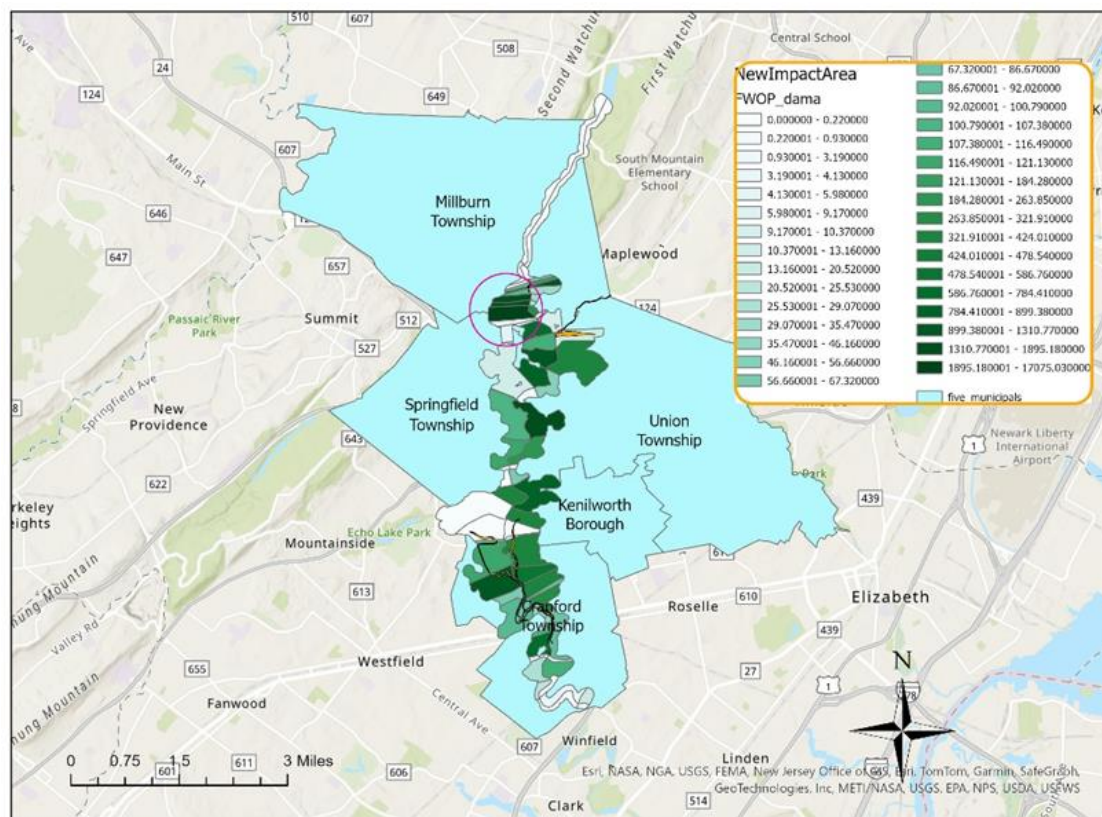 510
Central School
AND
24
508
Second Watchu
First Watchu
124
649
607
Main St
South Mountain
Elementary
School
Millburn
Township
646
647
Maplewood
657
124
Passaic River
Park
Summit
512
527
Springfield Ave
New
Providence
Springfield
Township
Union
Township
643
1
Newark Liberty
International
Airport
622
439
Kenilworth
Borough
Echo Lake Park
Mountainside
613
Roselle
610
Elizabeth
Cranford
Township
Valley Rd
439
655
Westfield
27
1
Fanwood
Central Ave
N
278
607
Winfield
Linden
0 0.75 1.5 3 Miles
601
611
606
514
Clark
Esri, NASA, NGA, USGS, FEMA, New Jersey Office of GIS, Esri, TomTom, Garmin, SafeGraph,
GeoTechnologies, Inc, METI/NASA, USGS, EPA, NPS, USDA, USFWS
NewImpactArea
FWOP_dama
0.000000 - 0.220000
0.220001 - 0.930000
0.930001 - 3.190000
3.190001 - 4.130000
4.130001 - 5.980000
5.980001 - 9.170000
9.170001 - 10.370000
10.370001 - 13.160000
13.160001 - 20.520000
20.520001 - 25.530000
25.530001 - 29.070000
29.070001 - 35.470000
35.470001 - 46.160000
46.160001 - 56.660000
56.660001 - 67.320000
67.320001 - 86.670000
86.670001 - 92.020000
92.020001 - 100.790000
100.790001 - 107.380000
107.380001 - 116.490000
116.490001 - 121.130000
121.130001 - 184.280000
184.280001 - 263.850000
263.850001 - 321.910000
321.910001 - 424.010000
424.010001 - 478.540000
478.540001 - 586.760000
586.760001 - 784.410000
784.410001 - 899.380000
899.380001 - 1310.770000
1310.770001 - 1895.180000
1895.180001 - 17075.030000
five_municipals